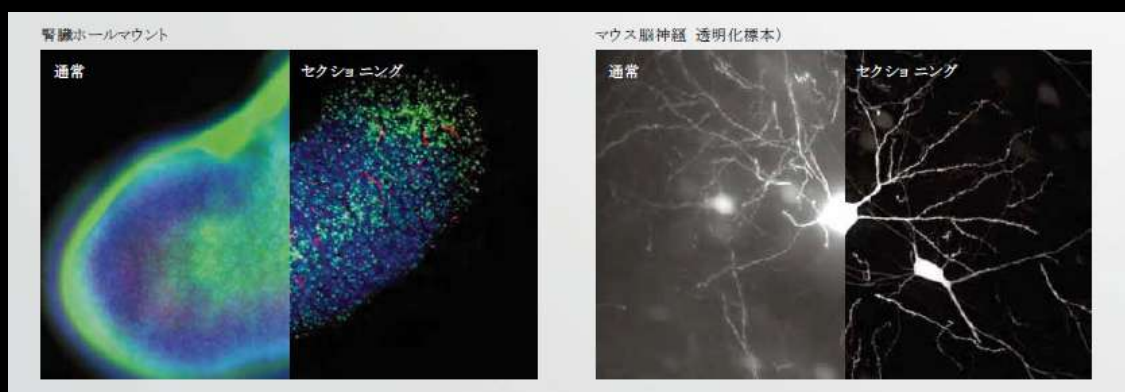 腎臓ホールマウント
通常
セクショニング
マウス脳神経 透明化標本）
通常
セクショニング